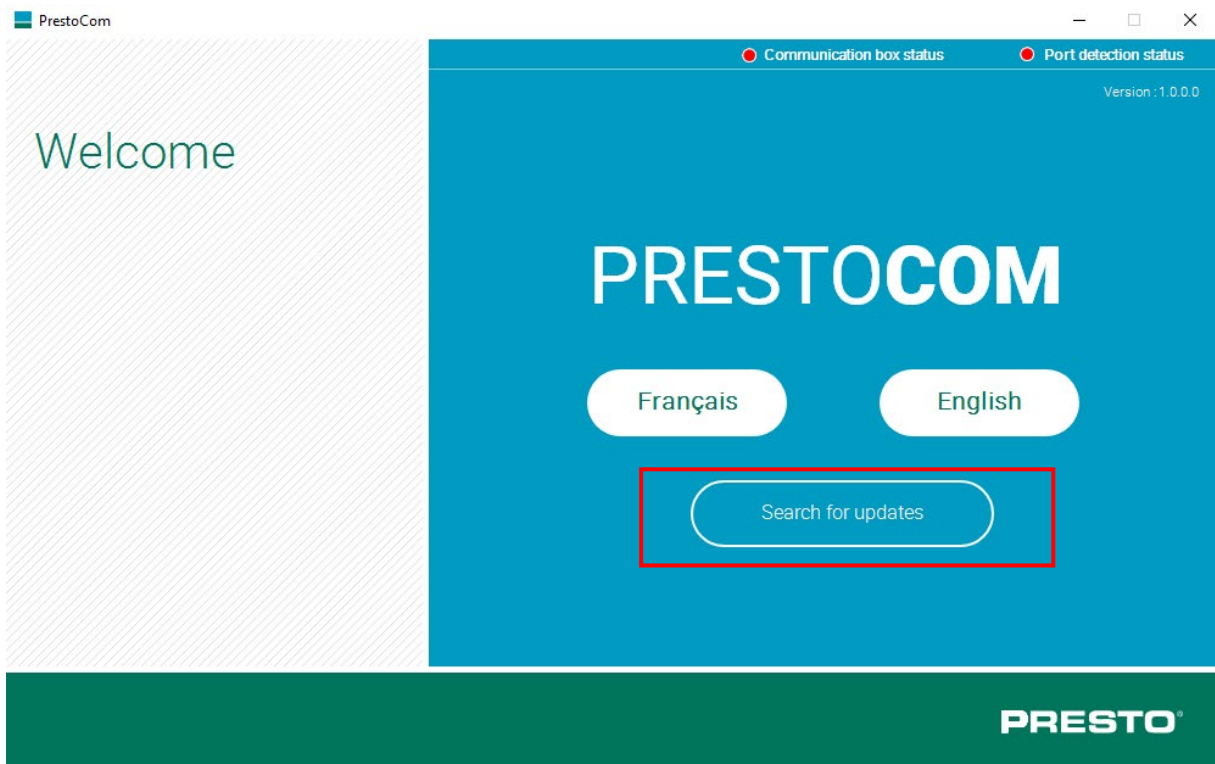 PrestoCom
Communication box status
Port detection status
Version : 1.0.0.0
Welcome
PRESTOCOM
Français
English
Search for updates
PRESTO®